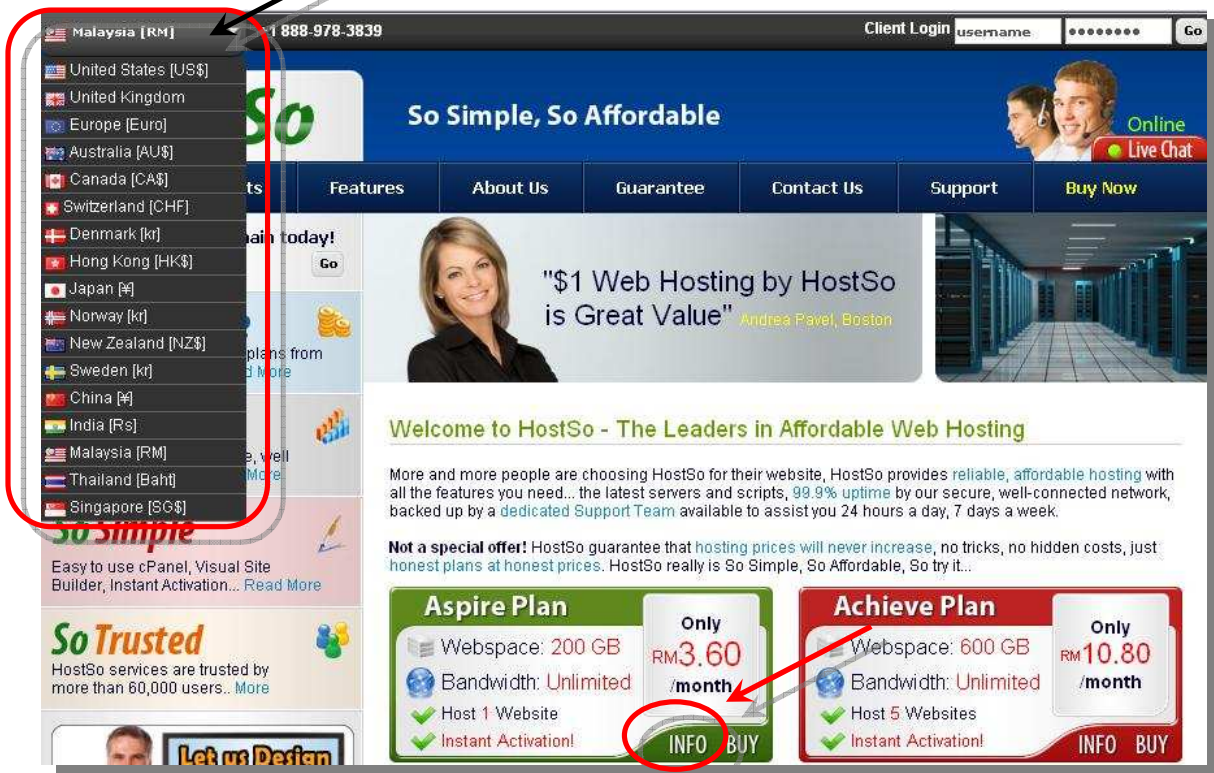 Malaysia [RM]
+1 888-978-3839
Client Login username
Go
United States [US$]
United Kingdom
Europe [Euro]
Australia [AU$]
Canada [CA$]
Switzerland [CHF]
Denmark [kr]
Hong Kong [HK$]
Japan [¥]
Norway [kr]
New Zealand [NZ$]
Sweden [kr]
China [¥]
India [Rs]
Malaysia [RM]
Thailand [Baht]
Singapore [SG$]
So
So Simple, So Affordable
Online
Live Chat
ts
Features
About Us
Guarantee
Contact Us
Support
Buy Now
ain today!
Go
plans from
d More
e, well
More
So Simple
Easy to use cPanel, Visual Site
Builder, Instant Activation... Read More
So Trusted
HostSo services are trusted by
more than 60,000 users.. More
Let us Design
"$1 Web Hosting by HostSo
is Great Value" Andrea Pavel, Boston
Welcome to HostSo - The Leaders in Affordable Web Hosting
More and more people are choosing HostSo for their website, HostSo provides reliable, affordable hosting with
all the features you need... the latest servers and scripts, 99.9% uptime by our secure, well-connected network,
backed up by a dedicated Support Team available to assist you 24 hours a day, 7 days a week.
Not a special offer! HostSo guarantee that hosting prices will never increase, no tricks, no hidden costs, just
honest plans at honest prices. HostSo really is So Simple, So Affordable, So try it...
Aspire Plan
Webspace: 200 GB
Bandwidth: Unlimited
Host 1 Website
Instant Activation!
Only
RM3.60
/month
INFO BUY
Achieve Plan
Webspace: 600 GB
Bandwidth: Unlimited
Host 5 Websites
Instant Activation!
Only
RM10.80
/month
INFO BUY